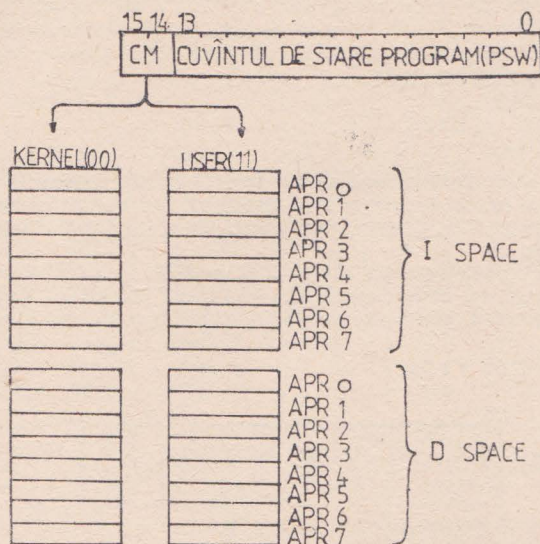 15 14 13 0
CM CUVÎNTUL DE STARE PROGRAM(PSW)
KERNEL(00) USER(11)
APR 0
APR 1
APR 2
APR 3
APR 4
APR 5
APR 6
APR 7
I SPACE
APR 0
APR 1
APR 2
APR 3
APR 4
APR 5
APR 6
APR 7
D SPACE